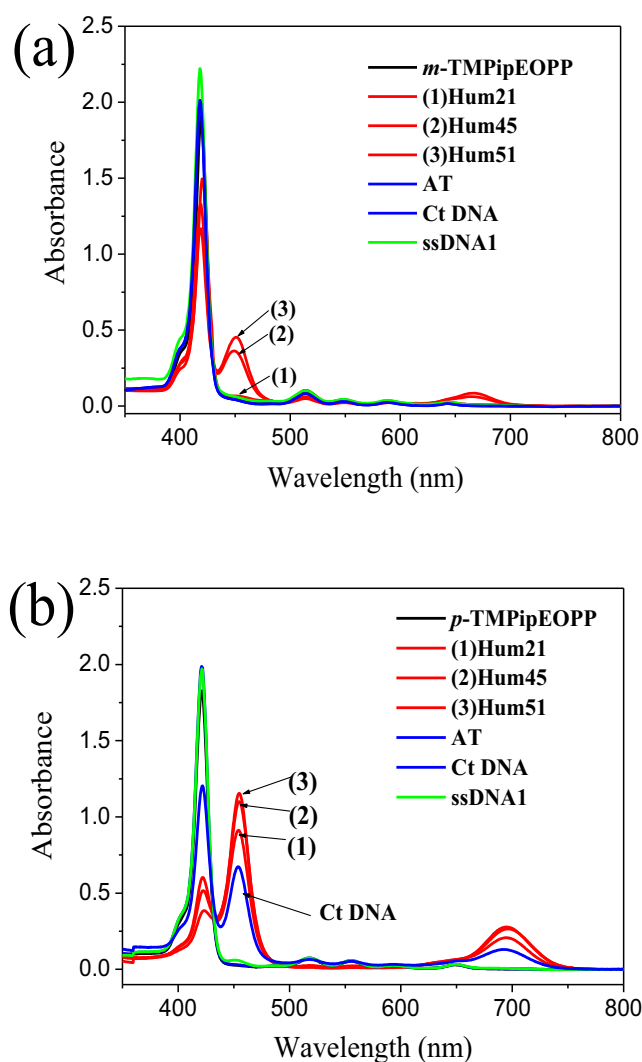 (a)
2.5
2.0
1.5
1.0
0.5
0.0
Absorbance
m-TMPipEOPP
(1)Hum21
(2)Hum45
(3)Hum51
AT
Ct DNA
ssDNA1
(3)
(2)
(1)
400 500 600 700 800
Wavelength (nm)
(b)
2.5
2.0
1.5
1.0
0.5
0.0
Absorbance
p-TMPipEOPP
(1)Hum21
(2)Hum45
(3)Hum51
AT
Ct DNA
ssDNA1
(3)
(2)
(1)
Ct DNA
400 500 600 700 800
Wavelength (nm)